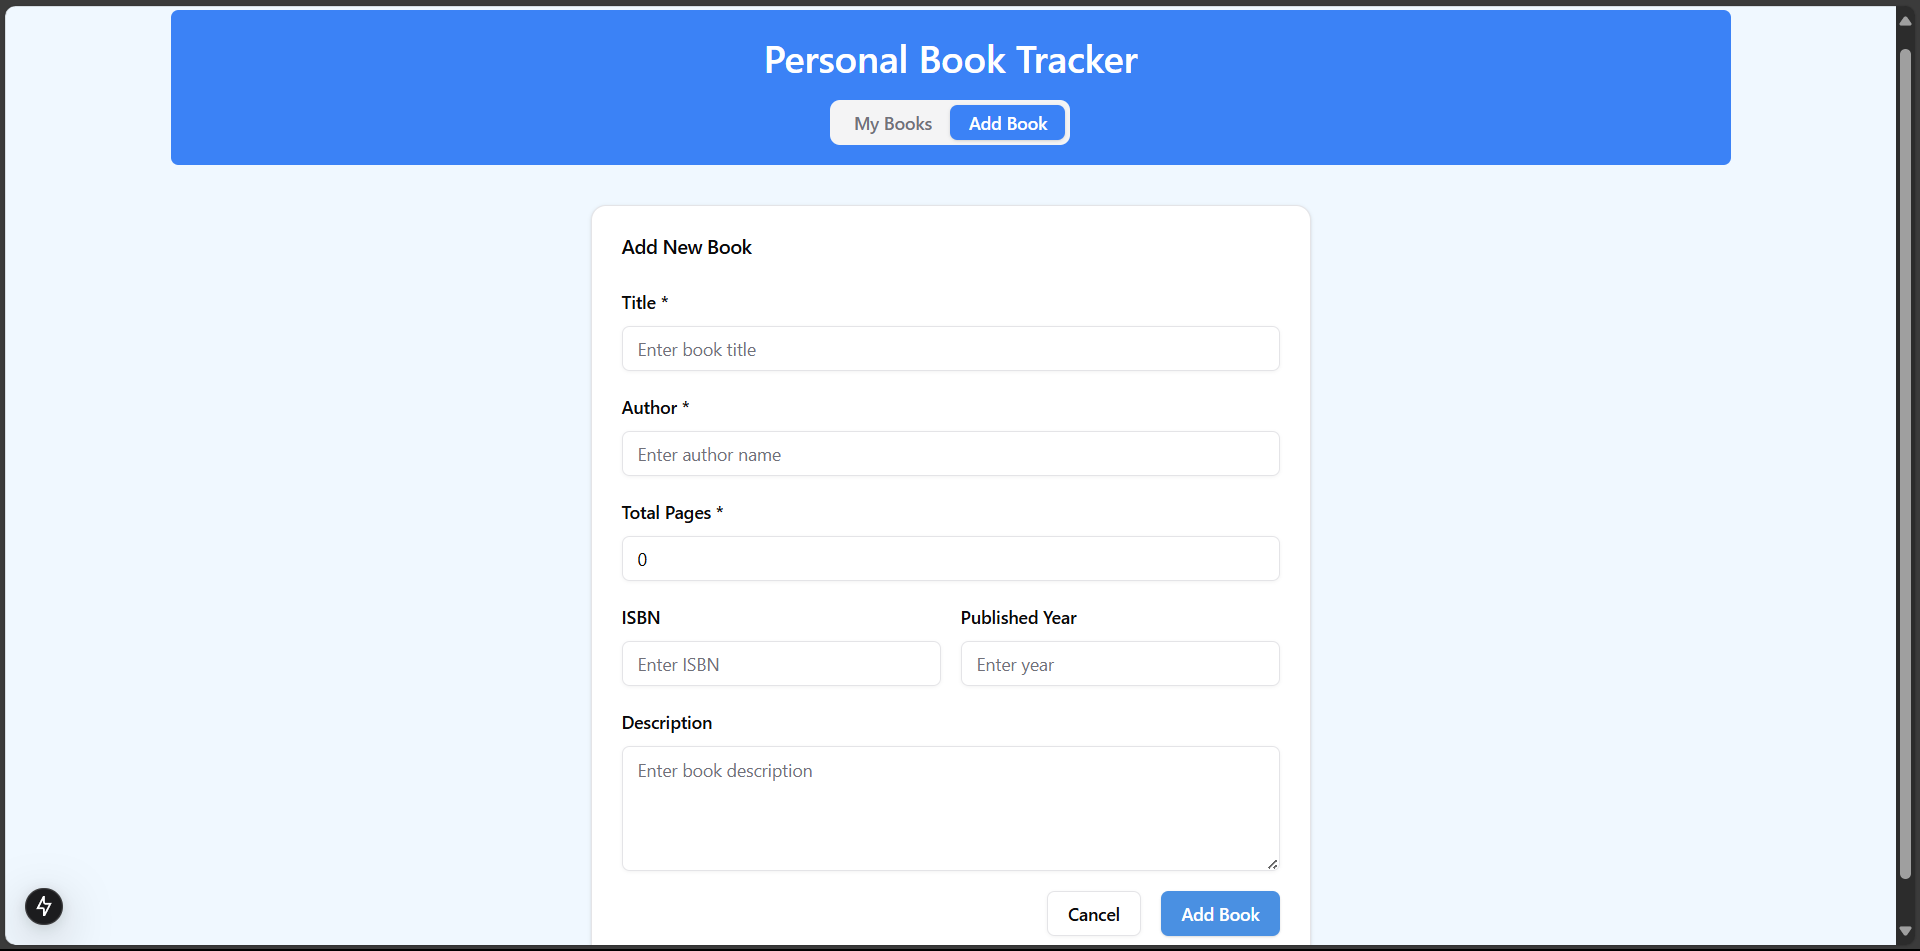 Personal Book Tracker
My Books Add Book
Add New Book
Title *
Enter book title
Author *
Enter author name
Total Pages *
0
ISBN Published Year
Enter ISBN Enter year
Description
Enter book description
Cancel Add Book